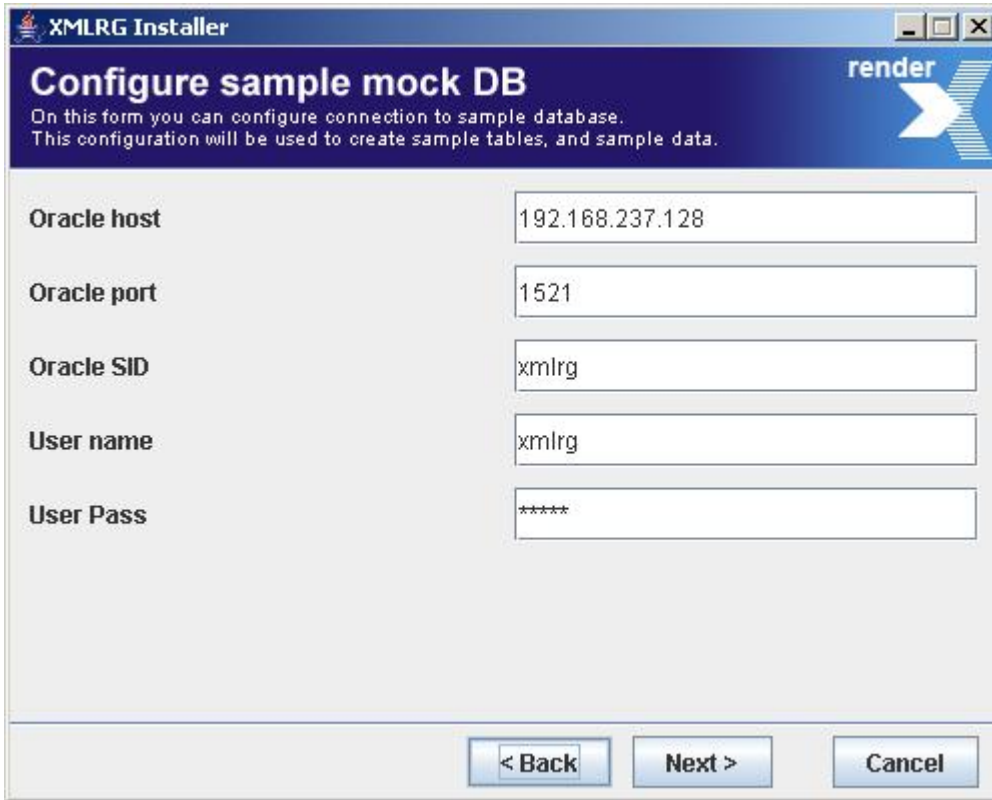 XMLRG Installer
Configure sample mock DB
On this form you can configure connection to sample database.
This configuration will be used to create sample tables, and sample data.
render
Oracle host
192.168.237.128
Oracle port
1521
Oracle SID
xmlrg
User name
xmlrg
User Pass
*****
< Back
Next >
Cancel